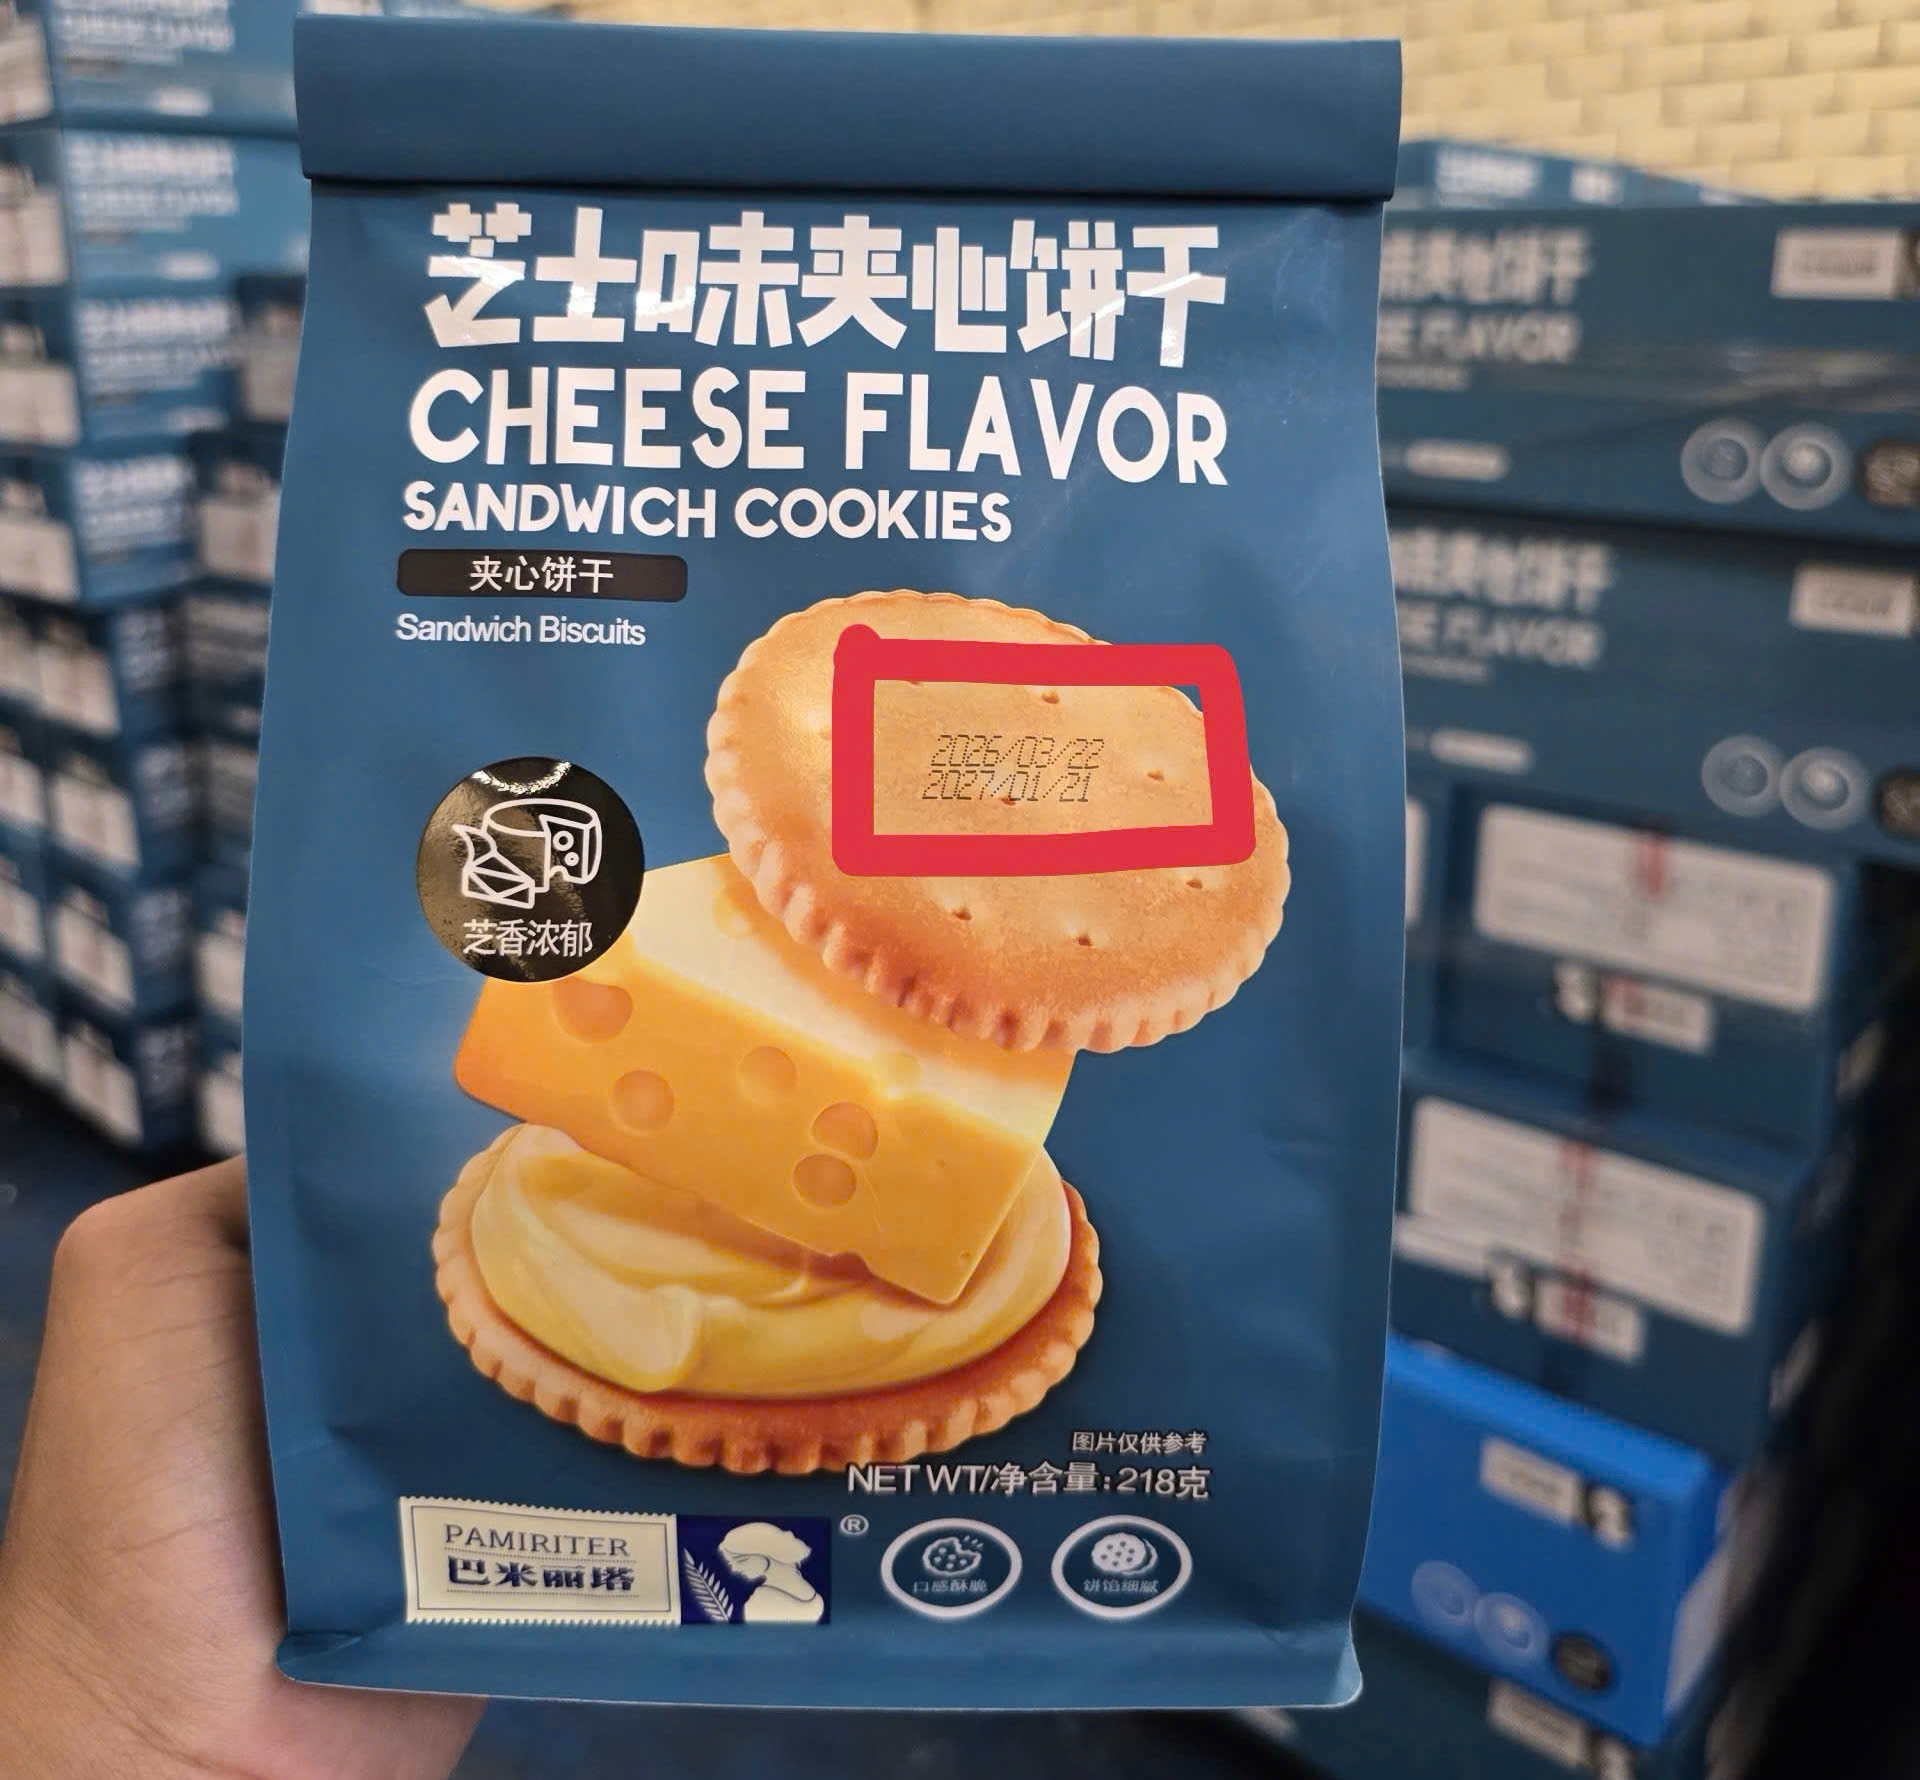 芝士味夹心饼干
CHEESE FLAVOR
SANDWICH COOKIES
夹心饼干
Sandwich Biscuits
2026/03/22
2027/01/21
芝香浓郁
图片仅供参考
NET WT/净含量:218克
PAMIRITER
巴米丽塔
®
口感酥脆
饼馅细腻
FLAVOR
FLAVOR